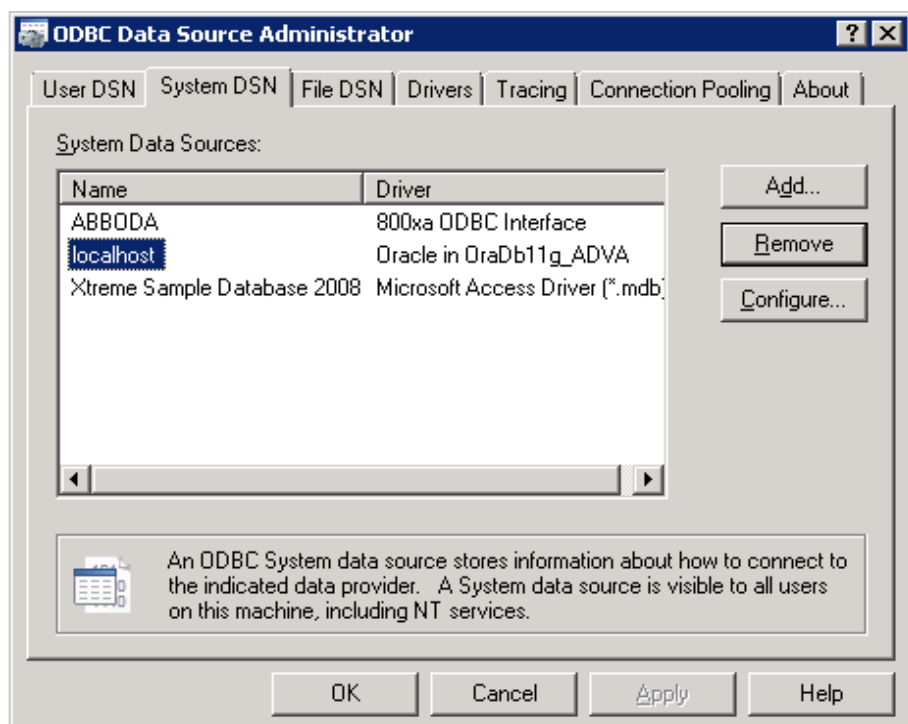 ODBC Data Source Administrator
User DSN System DSN File DSN Drivers Tracing Connection Pooling About
System Data Sources:
Name Driver
ABBODA 800xa ODBC Interface
localhost Oracle in OraDb11g_ADVA
Xtreme Sample Database 2008 Microsoft Access Driver (*.mdb)
Add...
Remove
Configure...
An ODBC System data source stores information about how to connect to
the indicated data provider. A System data source is visible to all users
on this machine, including NT services.
OK Cancel Apply Help